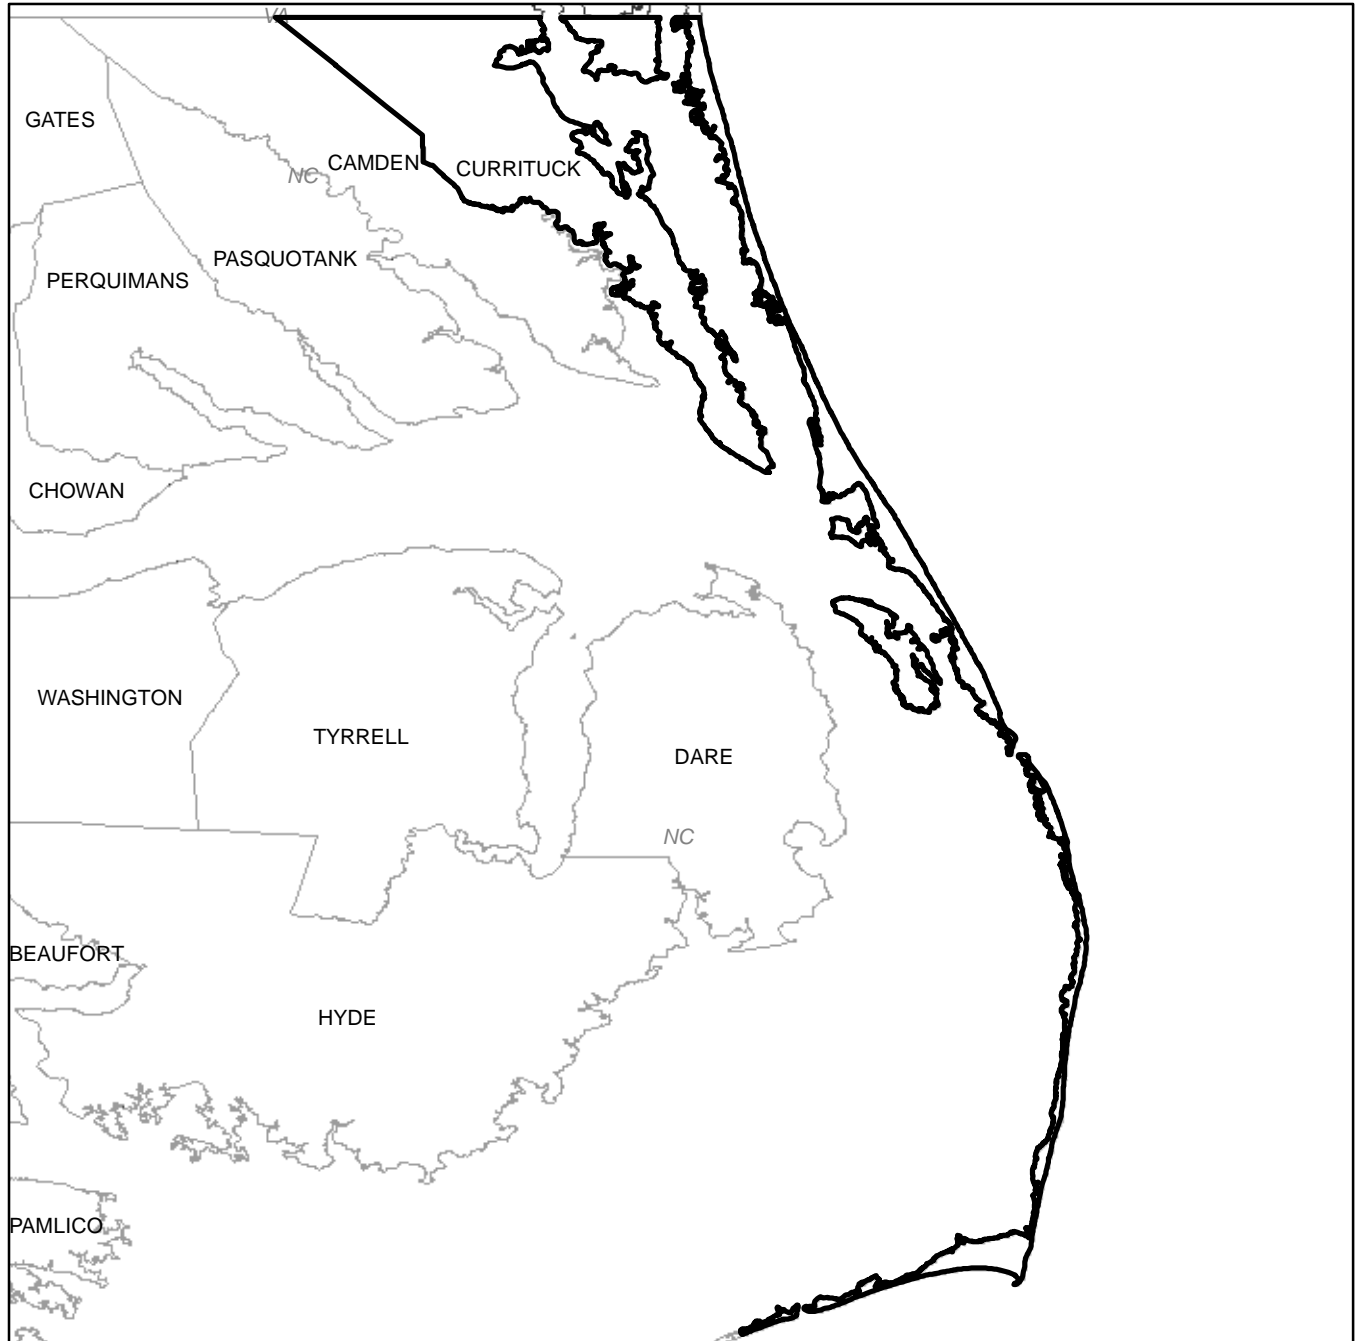 VA
GATES
CAMDEN
CURRITUCK
NC
PASQUOTANK
PERQUIMANS
CHOWAN
WASHINGTON
TYRRELL
DARE
NC
BEAUFORT
HYDE
PAMLICO